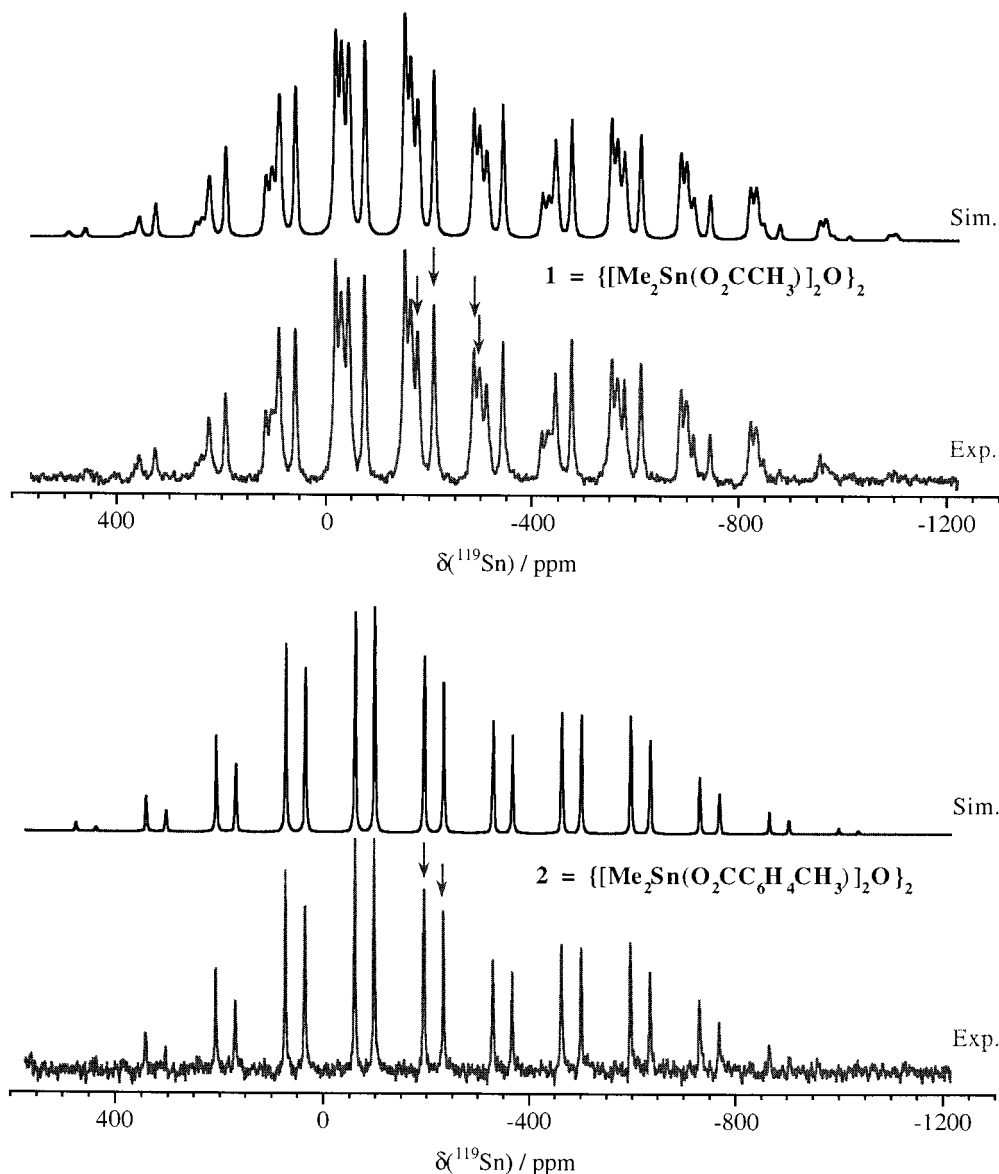 Sim.
1 = {[Me₂Sn(O₂CCH₃)]₂O}₂
Exp.
400 0 -400 -800 -1200
δ(¹¹⁹Sn) / ppm
Sim.
2 = {[Me₂Sn(O₂CC₆H₄CH₃)]₂O}₂
Exp.
400 0 -400 -800 -1200
δ(¹¹⁹Sn) / ppm